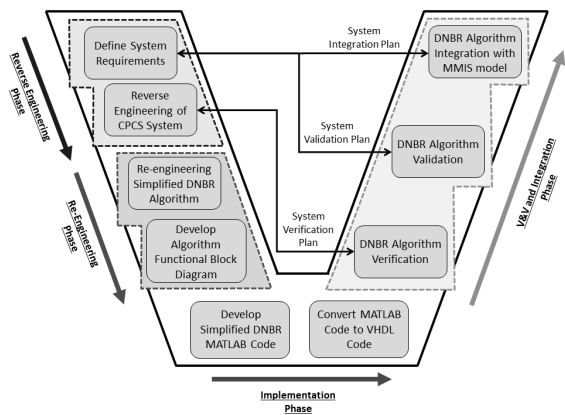 Define System
Requirements
System
Integration Plan
DNBR Algorithm
Integration with
MMIS model
Reverse Engineering
Phase
Reverse
Engineering of
CPCS System
System
Validation Plan
DNBR Algorithm
Validation
Re-engineering
Simplified DNBR
Algorithm
Re-Engineering
Phase
Develop
Algorithm
Functional Block
Diagram
System
Verification
Plan
DNBR Algorithm
Verification
V&V and Integration
Phase
Develop
Simplified DNBR
MATLAB Code
Convert MATLAB
Code to VHDL
Code
Implementation
Phase